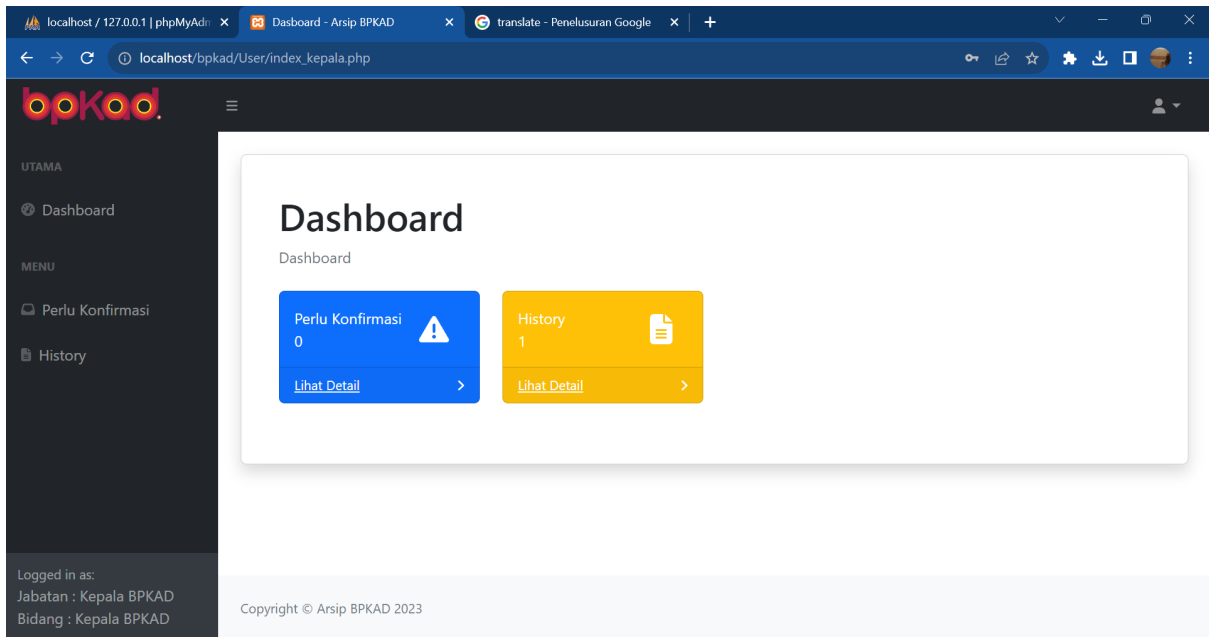 localhost / 127.0.0.1 | phpMyAdm
Dasboard - Arsip BPKAD
translate - Penelusuran Google
localhost/bpkad/User/index_kepala.php
bpkad.
UTAMA
Dashboard
MENU
Perlu Konfirmasi
History
Dashboard
Dashboard
Perlu Konfirmasi
0
Lihat Detail
History
1
Lihat Detail
Logged in as:
Jabatan : Kepala BPKAD
Bidang : Kepala BPKAD
Copyright © Arsip BPKAD 2023